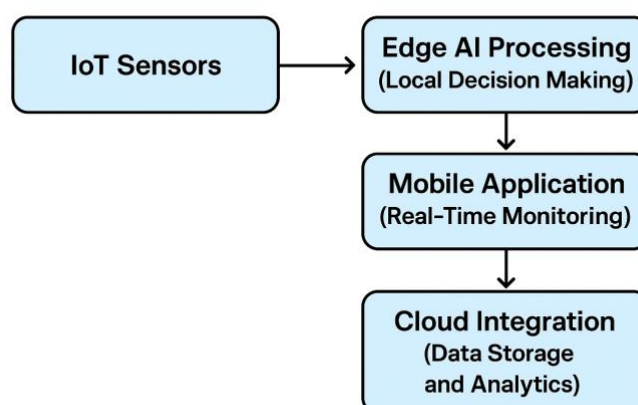 IoT Sensors
Edge AI Processing
(Local Decision Making)
Mobile Application
(Real-Time Monitoring)
Cloud Integration
(Data Storage
and Analytics)